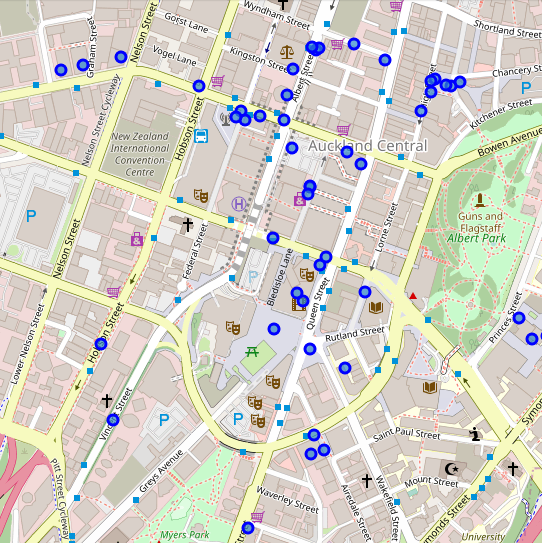 Wyndham Street
Gorst Lane
Shortland Street
Graham Street
Nelson Street
Vogel Lane
Kingston Street
Albert Street
Chancery St
Nelson Street Cycleway
Hobson Street
Kitchener Street
New Zealand
International
Convention
Centre
Auckland Central
Bowen Avenue
P
P
H
Guns and
Flagstaff
Albert Park
Lorne Street
Nelson Street
Federal Street
Bledisloe Lane
P
Queen Street
Princes Street
Lower Nelson Street
Hobson Street
Rutland Street
Vincent Street
P
P
Saint Paul Street
Symo
Greys Avenue
Pitt Street Cycleway
Mount Street
Waverley Street
Airedale Street
Wakefield Street
Symonds Street
Myers Park
University